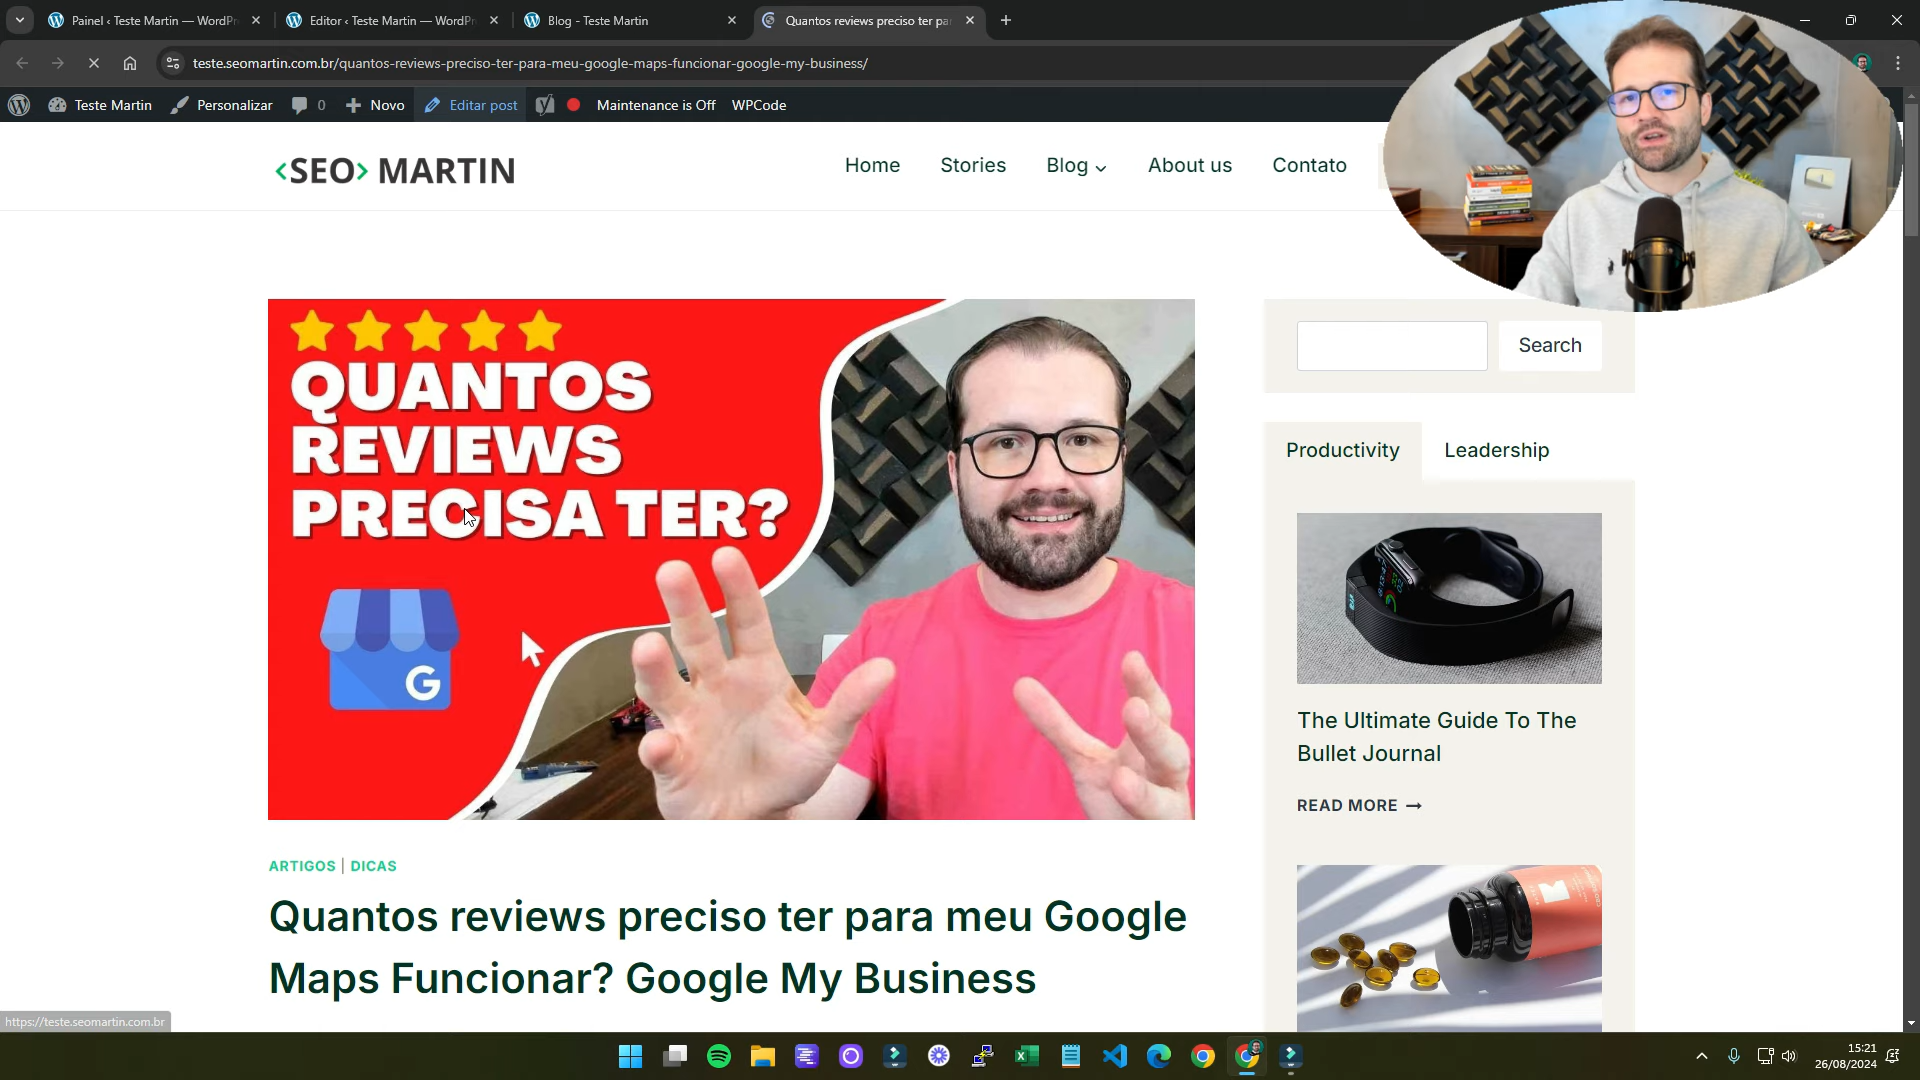 Painel ‹ Teste Martin — WordPr
Editor ‹ Teste Martin — WordPr
Blog - Teste Martin
Quantos reviews preciso ter pa
teste.seomartin.com.br/quantos-reviews-preciso-ter-para-meu-google-maps-funcionar-google-my-business/
Teste Martin
Personalizar
0
Novo
Editar post
Maintenance is Off
WPCode
<SEO> MARTIN
Home
Stories
Blog
About us
Contato
QUANTOS
REVIEWS
PRECISA TER?
G
Search
Productivity
Leadership
The Ultimate Guide To The
Bullet Journal
READ MORE →
ARTIGOS | DICAS
Quantos reviews preciso ter para meu Google
Maps Funcionar? Google My Business
https://teste.seomartin.com.br
15:21
26/08/2024